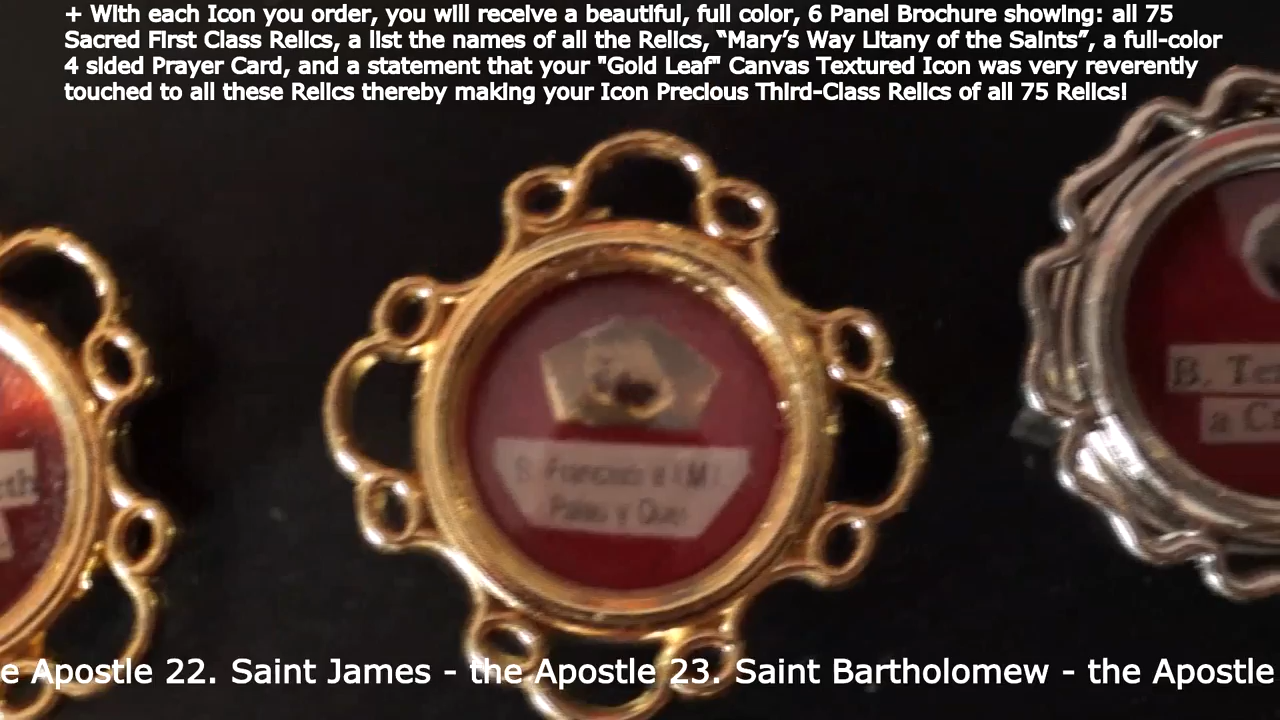 + With each Icon you order, you will receive a beautiful, full color, 6 Panel Brochure showing: all 75
Sacred First Class Relics, a list the names of all the Relics, “Mary’s Way Litany of the Saints”, a full-color
4 sided Prayer Card, and a statement that your "Gold Leaf" Canvas Textured Icon was very reverently
touched to all these Relics thereby making your Icon Precious Third-Class Relics of all 75 Relics!
B. Te
a C
S. Francisco
Palau y Quer
e Apostle 22. Saint James - the Apostle 23. Saint Bartholomew - the Apostle